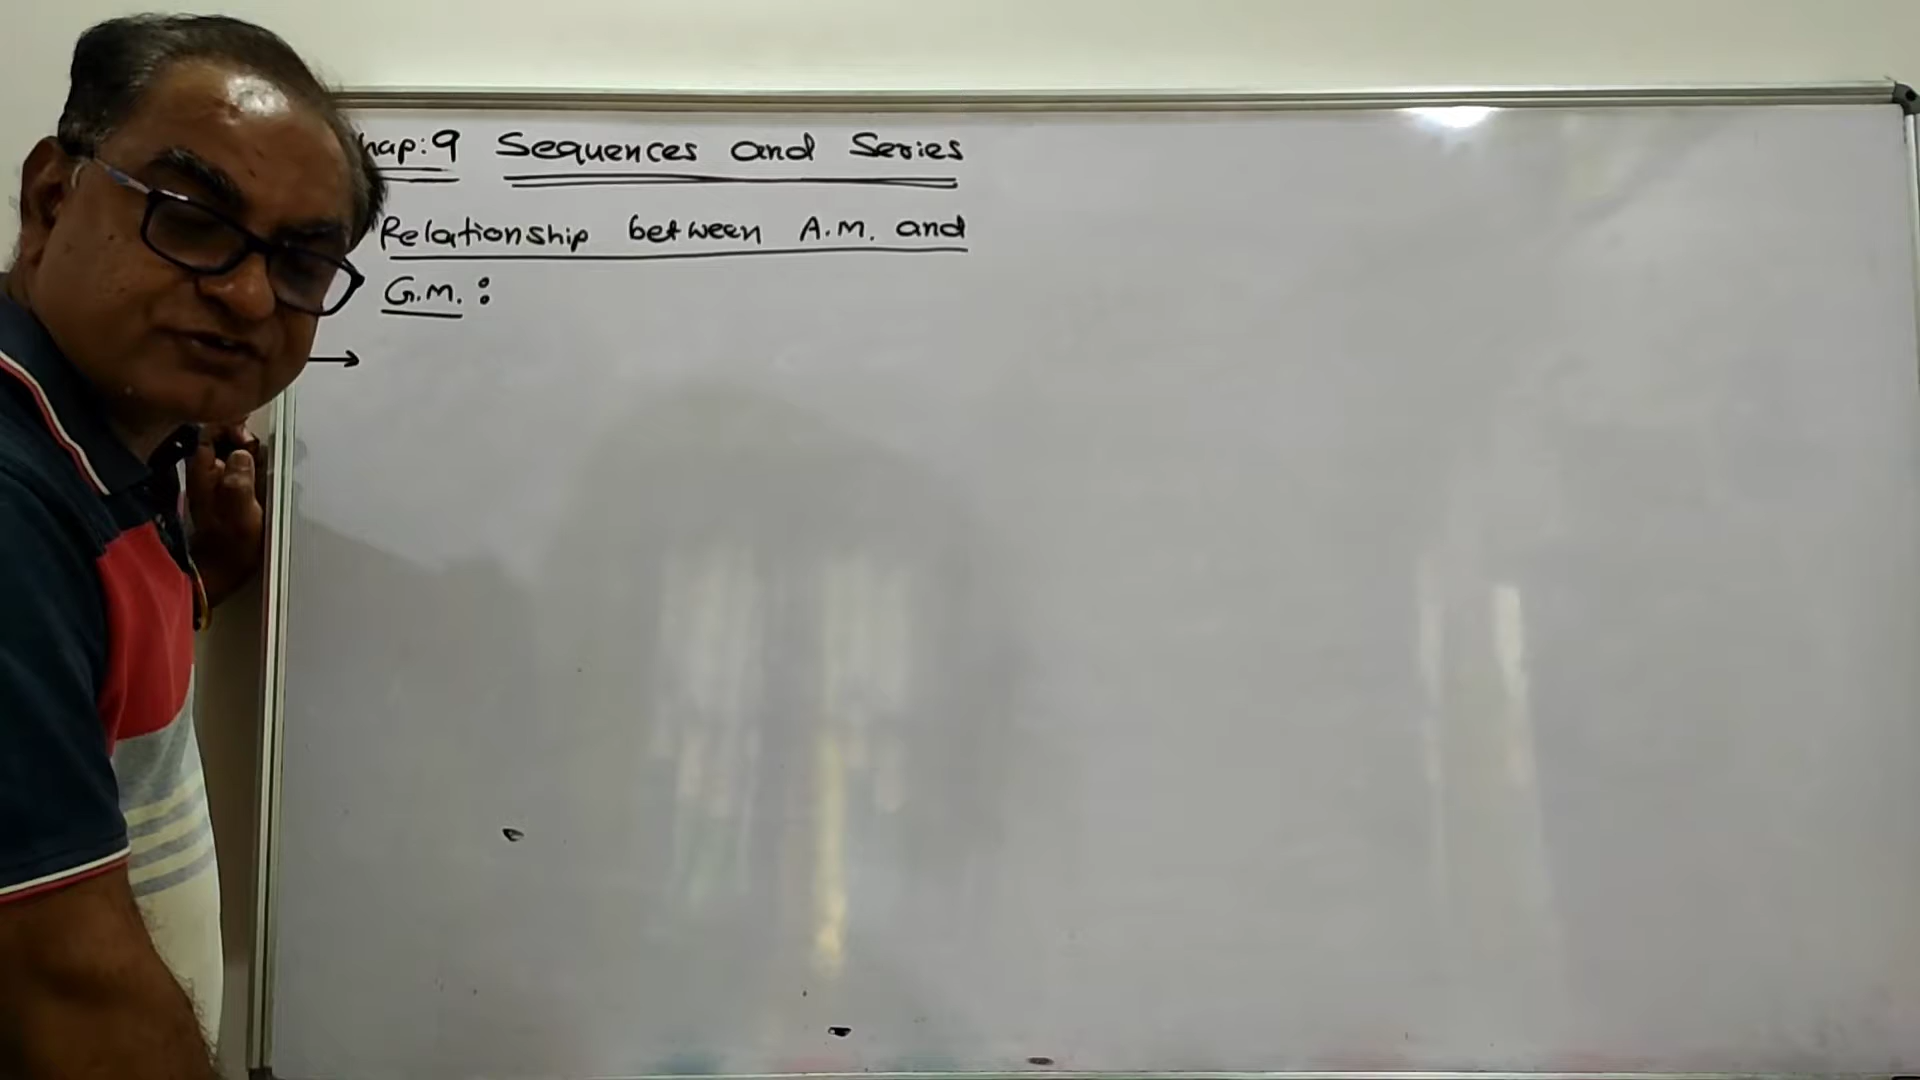 hap:9 Sequences and Series
Relationship between A.M. and
G.M. :
→